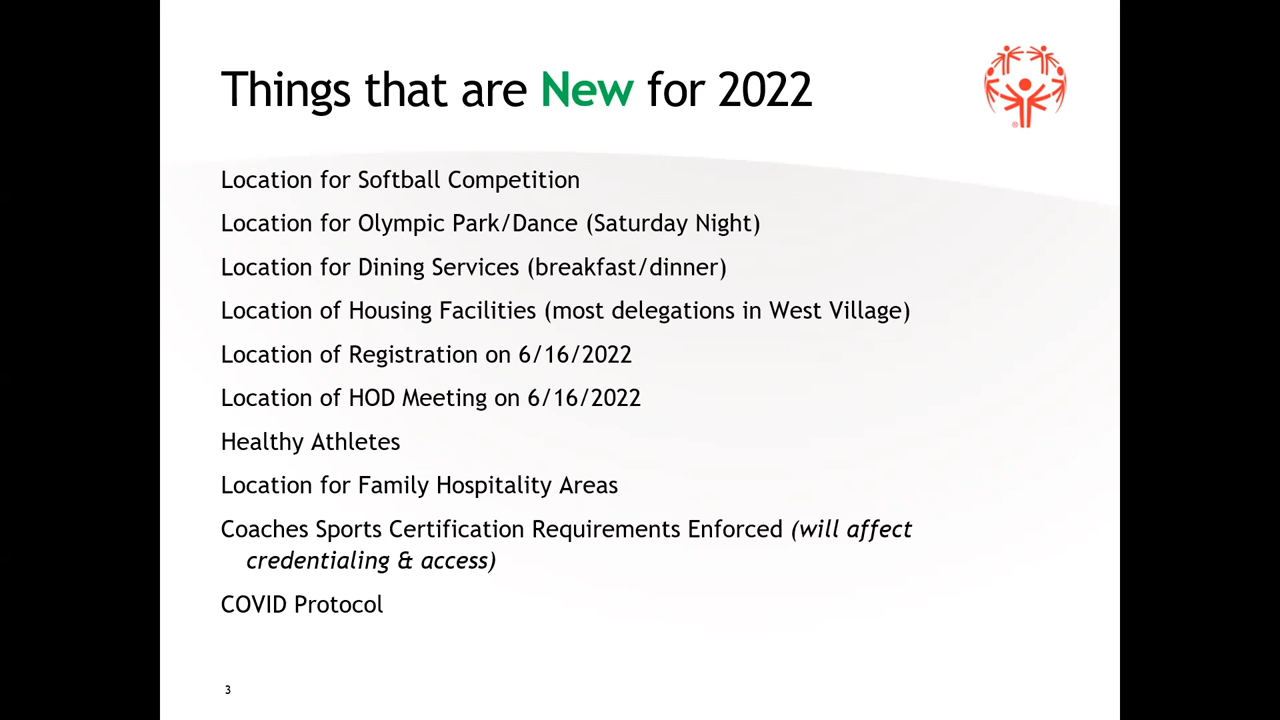 Things that are New for 2022
Location for Softball Competition
Location for Olympic Park/Dance (Saturday Night)
Location for Dining Services (breakfast/dinner)
Location of Housing Facilities (most delegations in West Village)
Location of Registration on 6/16/2022
Location of HOD Meeting on 6/16/2022
Healthy Athletes
Location for Family Hospitality Areas
Coaches Sports Certification Requirements Enforced (will affect
credentialing & access)
COVID Protocol
3
®